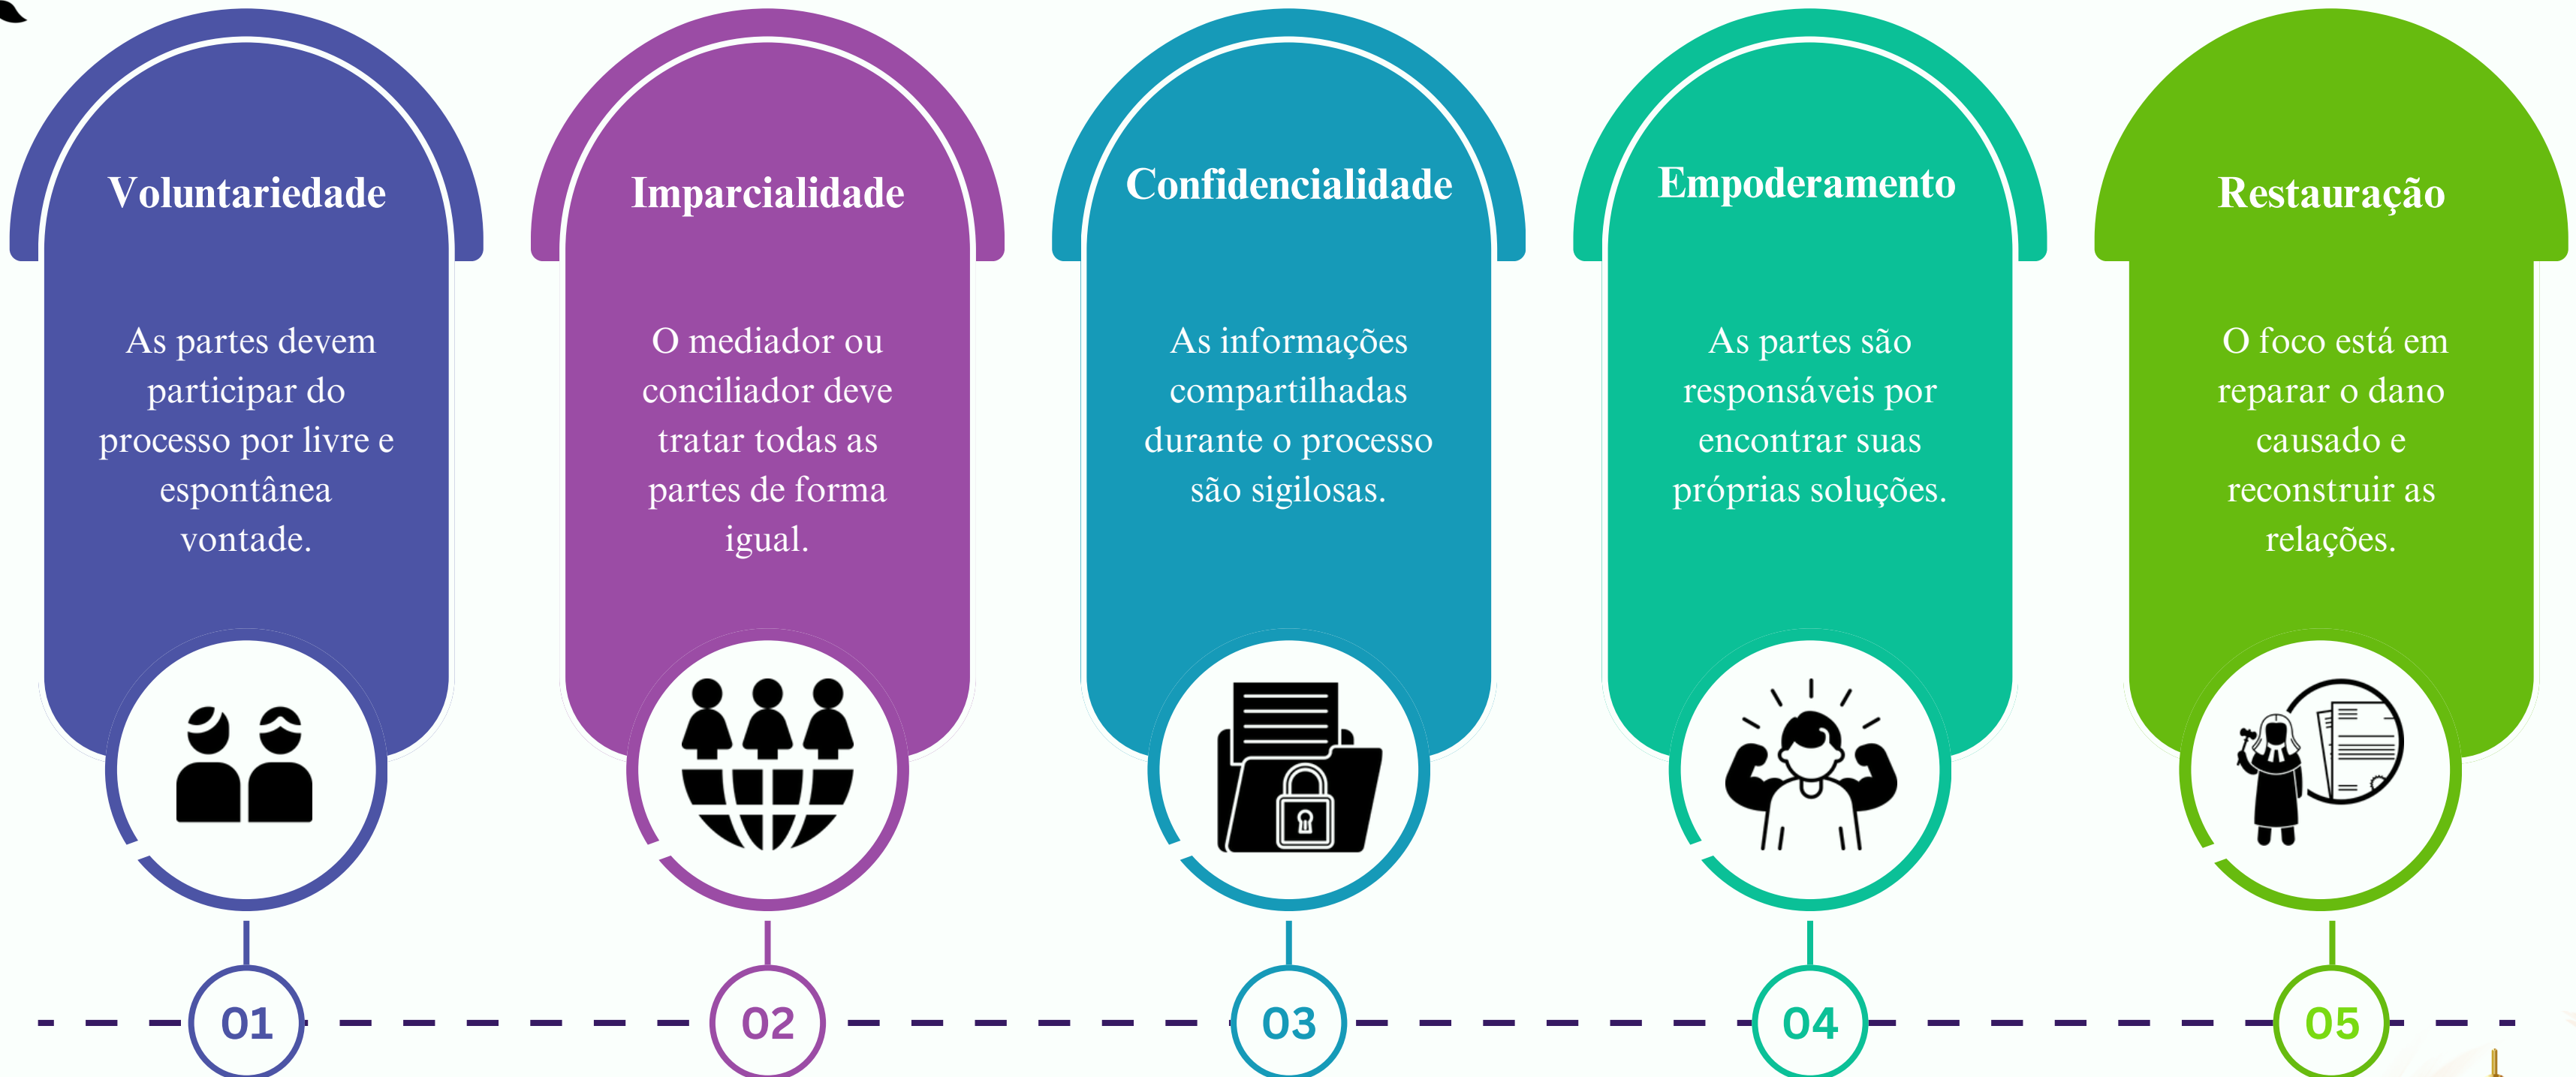 Voluntariedade
As partes devem
participar do
processo por livre e
espontânea
vontade.
01
Imparcialidade
O mediador ou
conciliador deve
tratar todas as
partes de forma
igual.
02
Confidencialidade
As informações
compartilhadas
durante o processo
são sigilosas.
03
Empoderamento
As partes são
responsáveis por
encontrar suas
próprias soluções.
04
Restauração
O foco está em
reparar o dano
causado e
reconstruir as
relações.
05